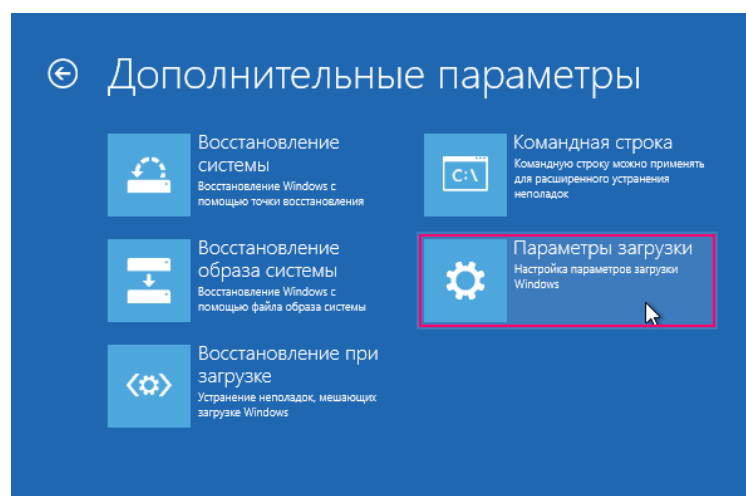 Дополнительные параметры
Восстановление
системы
Восстановление Windows с
помощью точки восстановления
Восстановление
образа системы
Восстановление Windows с
помощью файла образа системы
Восстановление при
загрузке
Устранение неполадок, мешающих
загрузке Windows
C:\
Командная строка
Командную строку можно применять
для расширенного устранения
неполадок
Параметры загрузки
Настройка параметров загрузки
Windows